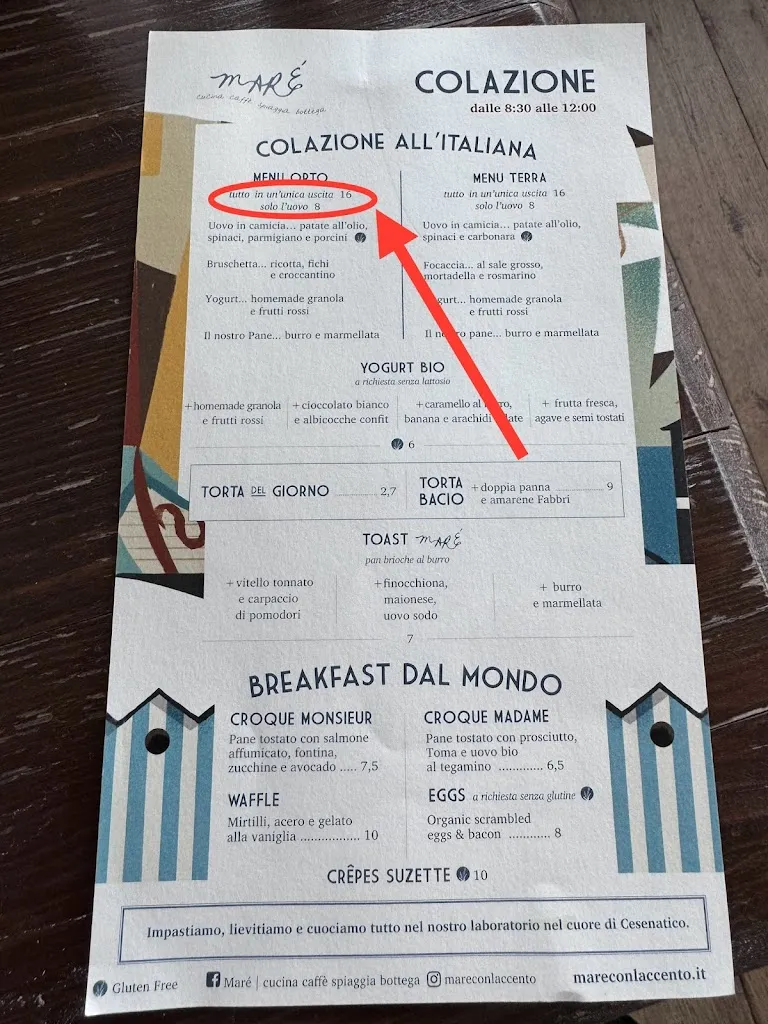 MARÉ
cucina caffè spiaggia bottega
COLAZIONE
dalle 8:30 alle 12:00
COLAZIONE ALL'ITALIANA
MENU ORTO
tutto in un'unica uscita 16
solo l'uovo 8
Uovo in camicia... patate all'olio,
spinaci, parmigiano e porcini
Bruschetta... ricotta, fichi
e croccantino
Yogurt... homemade granola
e frutti rossi
Il nostro Pane... burro e marmellata
MENU TERRA
tutto in un'unica uscita 16
solo l'uovo 8
Uovo in camicia... patate all'olio,
spinaci e carbonara
Focaccia... al sale grosso,
mortadella e rosmarino
homemade granola
e frutti rossi
Il nostro pane... burro e marmellata
YOGURT BIO
a richiesta senza lattosio
+homemade granola
e frutti rossi
+cioccolato bianco
e albicocche confit
+caramello al
banana e arachidi
+ frutta fresca,
agave e semi tostati
6
TORTA DEL GIORNO ........ 2,7
TORTA BACIO
+doppia panna ........ 9
e amarene Fabbri
TOAST MARÉ
pan brioche al burro
+vitello tonnato
e carpaccio
di pomodori
+finocchiona,
maionese,
uovo sodo
+ burro
e marmellata
7
BREAKFAST DAL MONDO
CROQUE MONSIEUR
Pane tostato con salmone
affumicato, fontina,
zucchine e avocado ..... 7,5
CROQUE MADAME
Pane tostato con prosciutto,
Toma e uovo bio
al tegamino ............. 6,5
WAFFLE
Mirtilli, acero e gelato
alla vaniglia ................. 10
EGGS a richiesta senza glutine
Organic scrambled
eggs & bacon ............ 8
CRÊPES SUZETTE 10
Impastiamo, lievitiamo e cuociamo tutto nel nostro laboratorio nel cuore di Cesenatico.
Gluten Free
Maré | cucina caffè spiaggia bottega
mareconlaccento
mareconlaccento.it